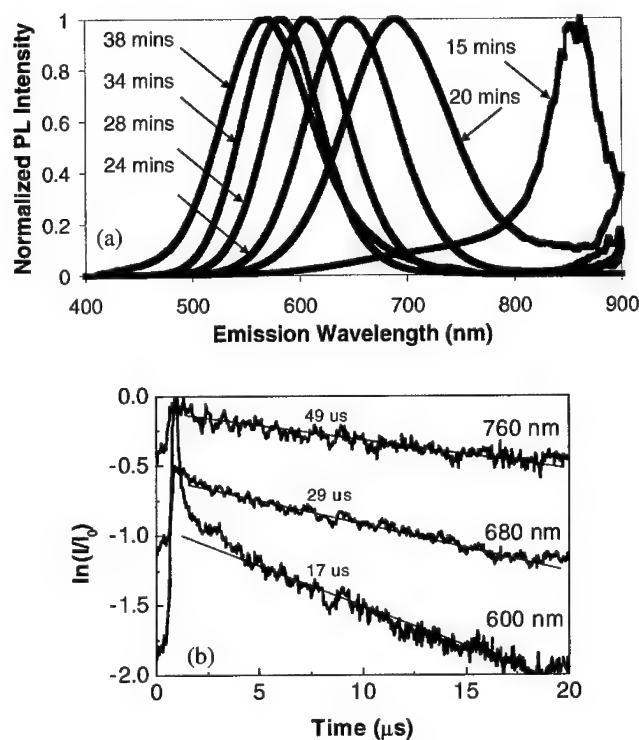 Normalized PL Intensity
1
0.8
0.6
0.4
0.2
0
38 mins
34 mins
28 mins
24 mins
15 mins
20 mins
(a)
400 500 600 700 800 900
Emission Wavelength (nm)
ln(I/I0)
0.0
-0.5
-1.0
-1.5
-2.0
49 us
760 nm
29 us
680 nm
17 us
600 nm
(b)
0 5 10 15 20
Time (μs)